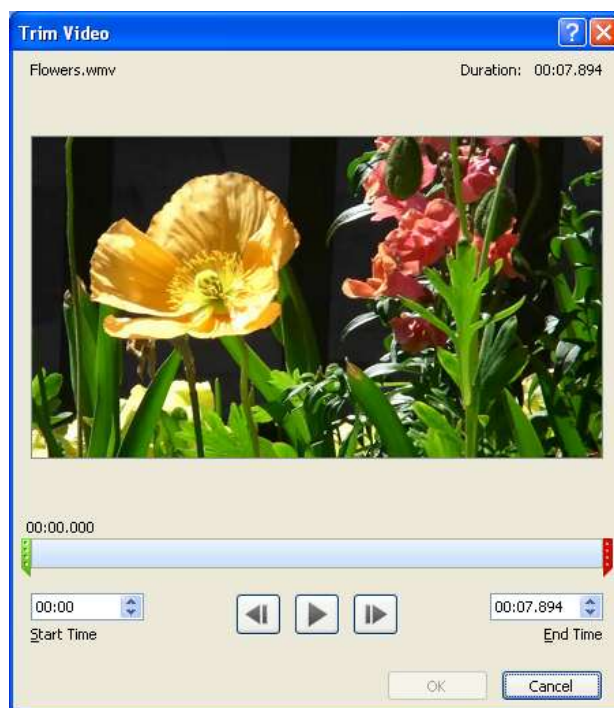 Trim Video
Flowers.wmv Duration: 00:07.894
00:00.000
00:00 00:07.894
Start Time End Time
OK Cancel